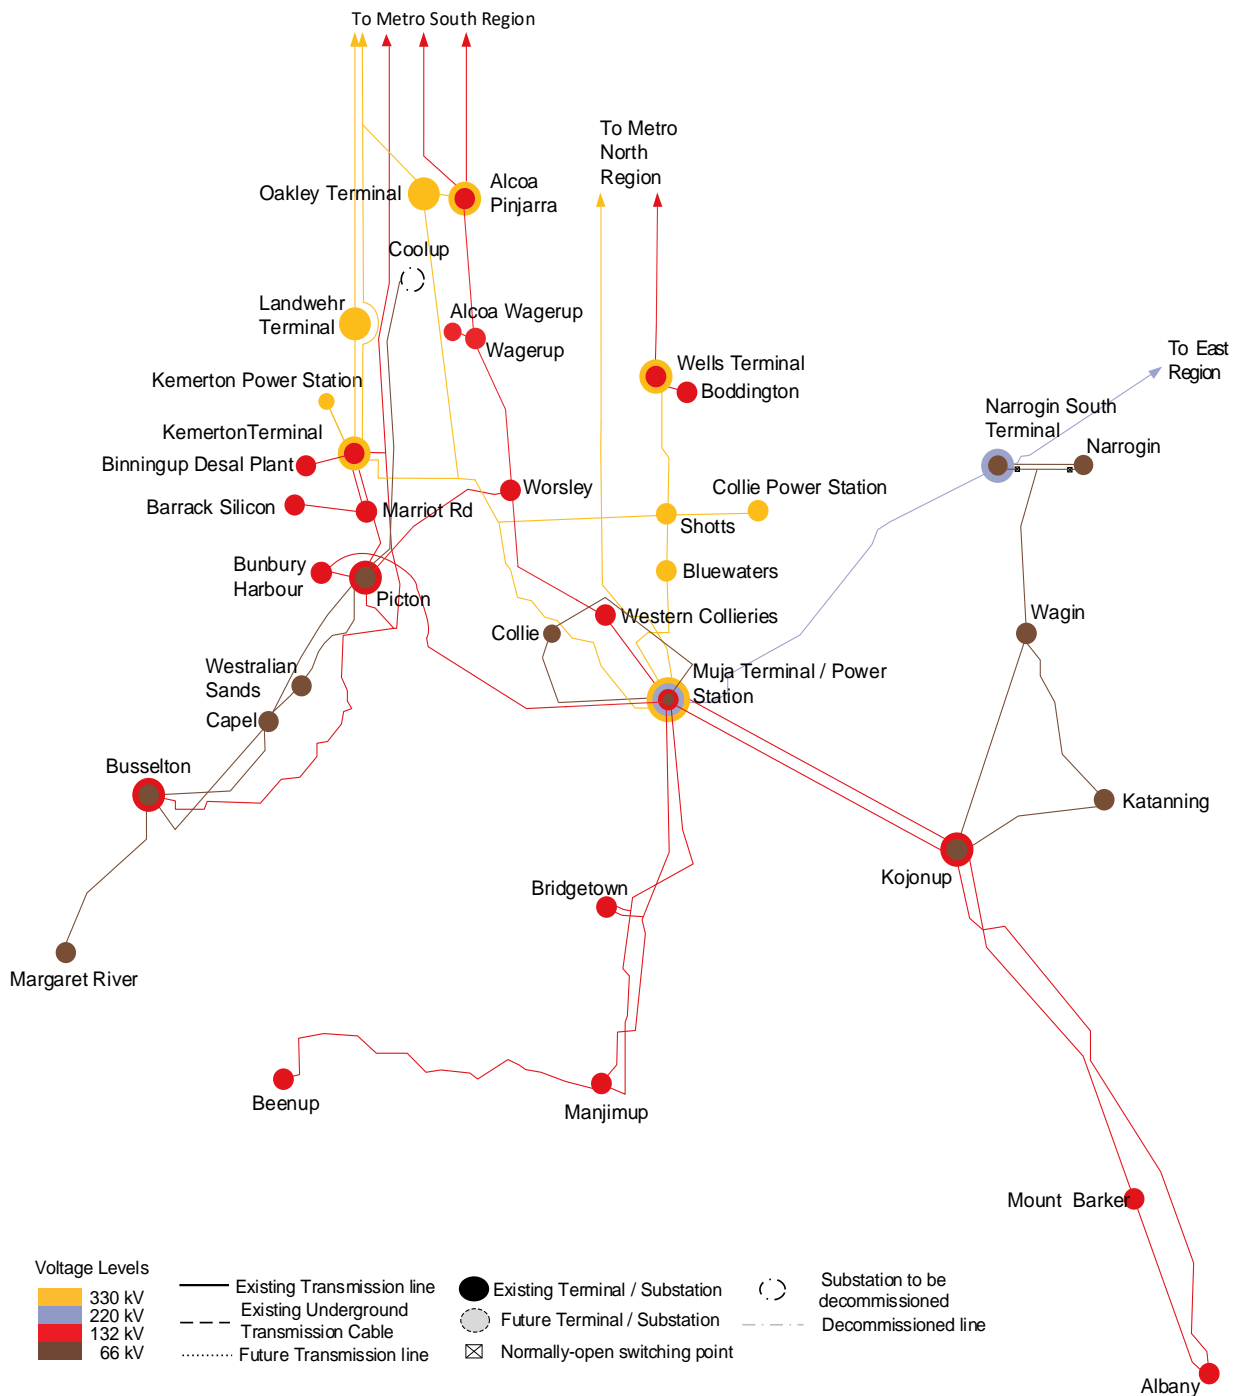 To Metro South Region
To Metro
North
Region
Oakley Terminal
Alcoa
Pinjarra
Coolup
Landwehr
Terminal
Alcoa Wagerup
Wagerup
Wells Terminal
Boddington
To East
Region
Kemerton Power Station
KemertonTerminal
Binningup Desal Plant
Narrogin South
Terminal
Narrogin
Barrack Silicon
Marriot Rd
Worsley
Collie Power Station
Shotts
Bunbury
Harbour
Picton
Bluewaters
Western Collieries
Collie
Wagin
Westralian
Sands
Capel
Muja Terminal / Power
Station
Busselton
Katanning
Kojonup
Bridgetown
Margaret River
Beenup
Manjimup
Mount Barker
Albany
Voltage Levels
330 kV
220 kV
132 kV
66 kV
Existing Transmission line
Existing Underground
Transmission Cable
Future Transmission line
Existing Terminal / Substation
Future Terminal / Substation
Normally-open switching point
Substation to be
decommissioned
Decommissioned line